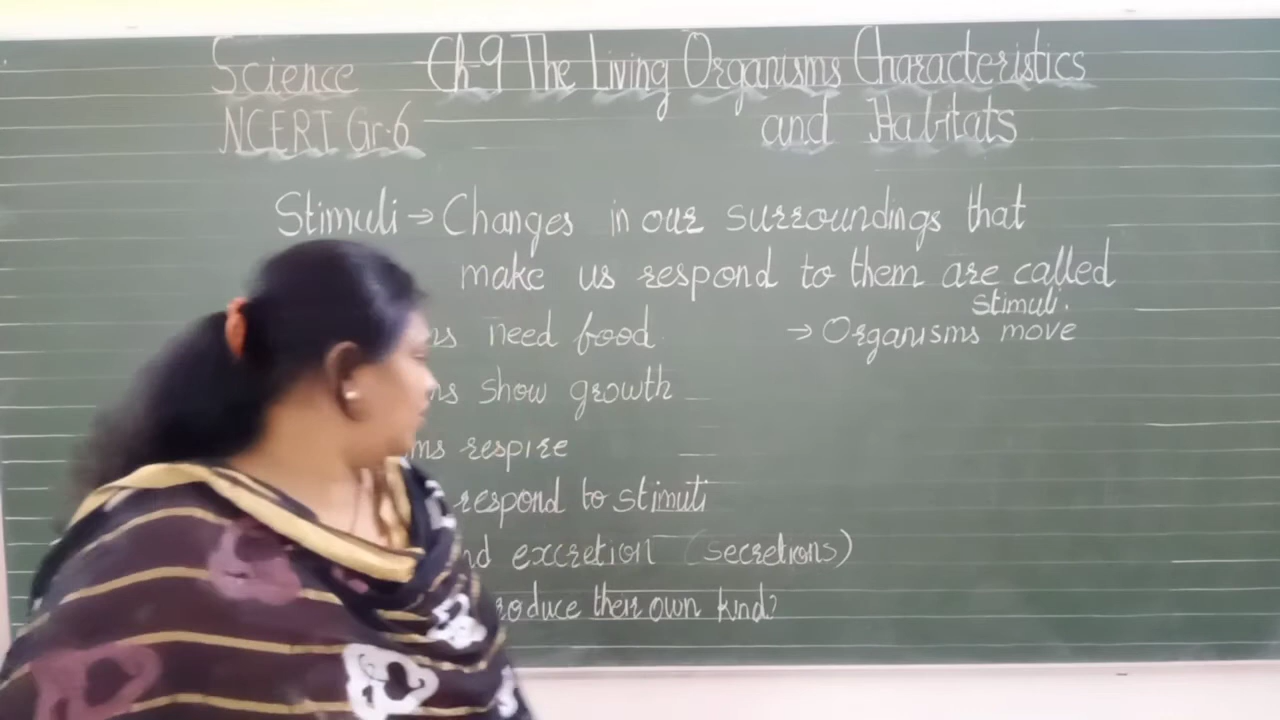 Science Ch-9 The Living Organisms Characteristics
NCERT Gr-6 and Habitats
Stimuli → Changes in our surroundings that
make us respond to them are called
stimuli.
need food → Organisms move
show growth
respire
respond to stimuli
excretion (secretions)
their own kind?